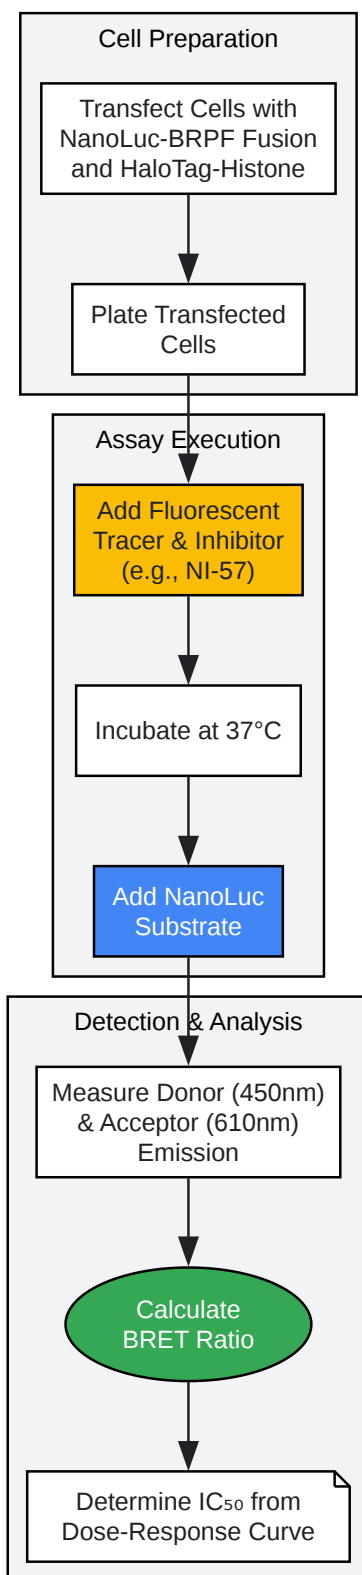 Cell Preparation
Transfect Cells with
NanoLuc-BRPF Fusion
and HaloTag-Histone
Plate Transfected
Cells
Assay Execution
Add Fluorescent
Tracer & Inhibitor
(e.g., NI-57)
Incubate at 37°C
Add NanoLuc
Substrate
Detection & Analysis
Measure Donor (450nm)
& Acceptor (610nm)
Emission
Calculate
BRET Ratio
Determine IC₅₀ from
Dose-Response Curve